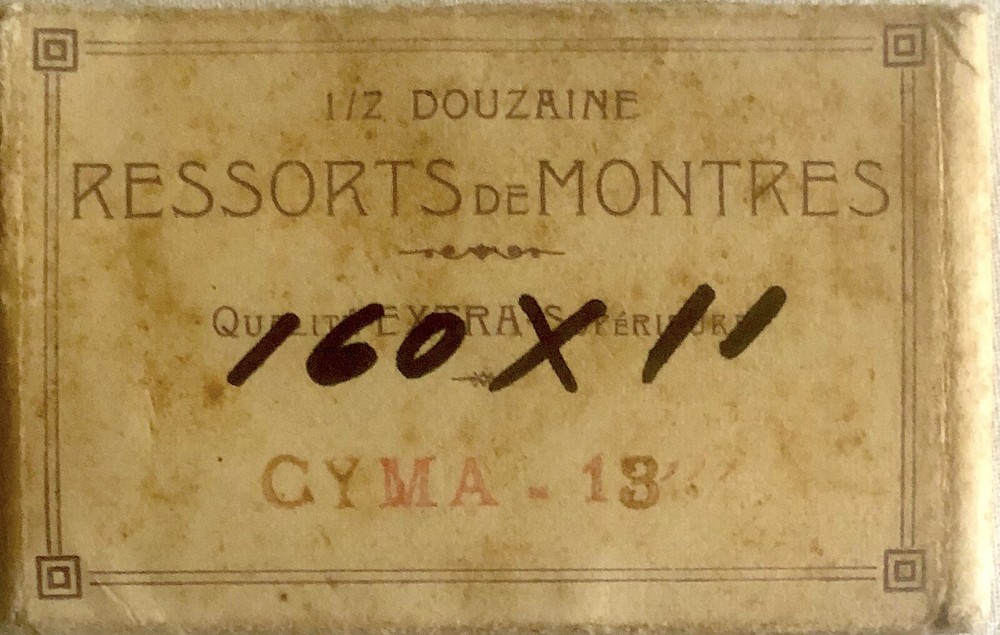 1/2 DOUZAINE
RESSORTS DE MONTRES
QUALITÉ EXTRA-SUPÉRIEURE
160 X 11
CYMA - 13